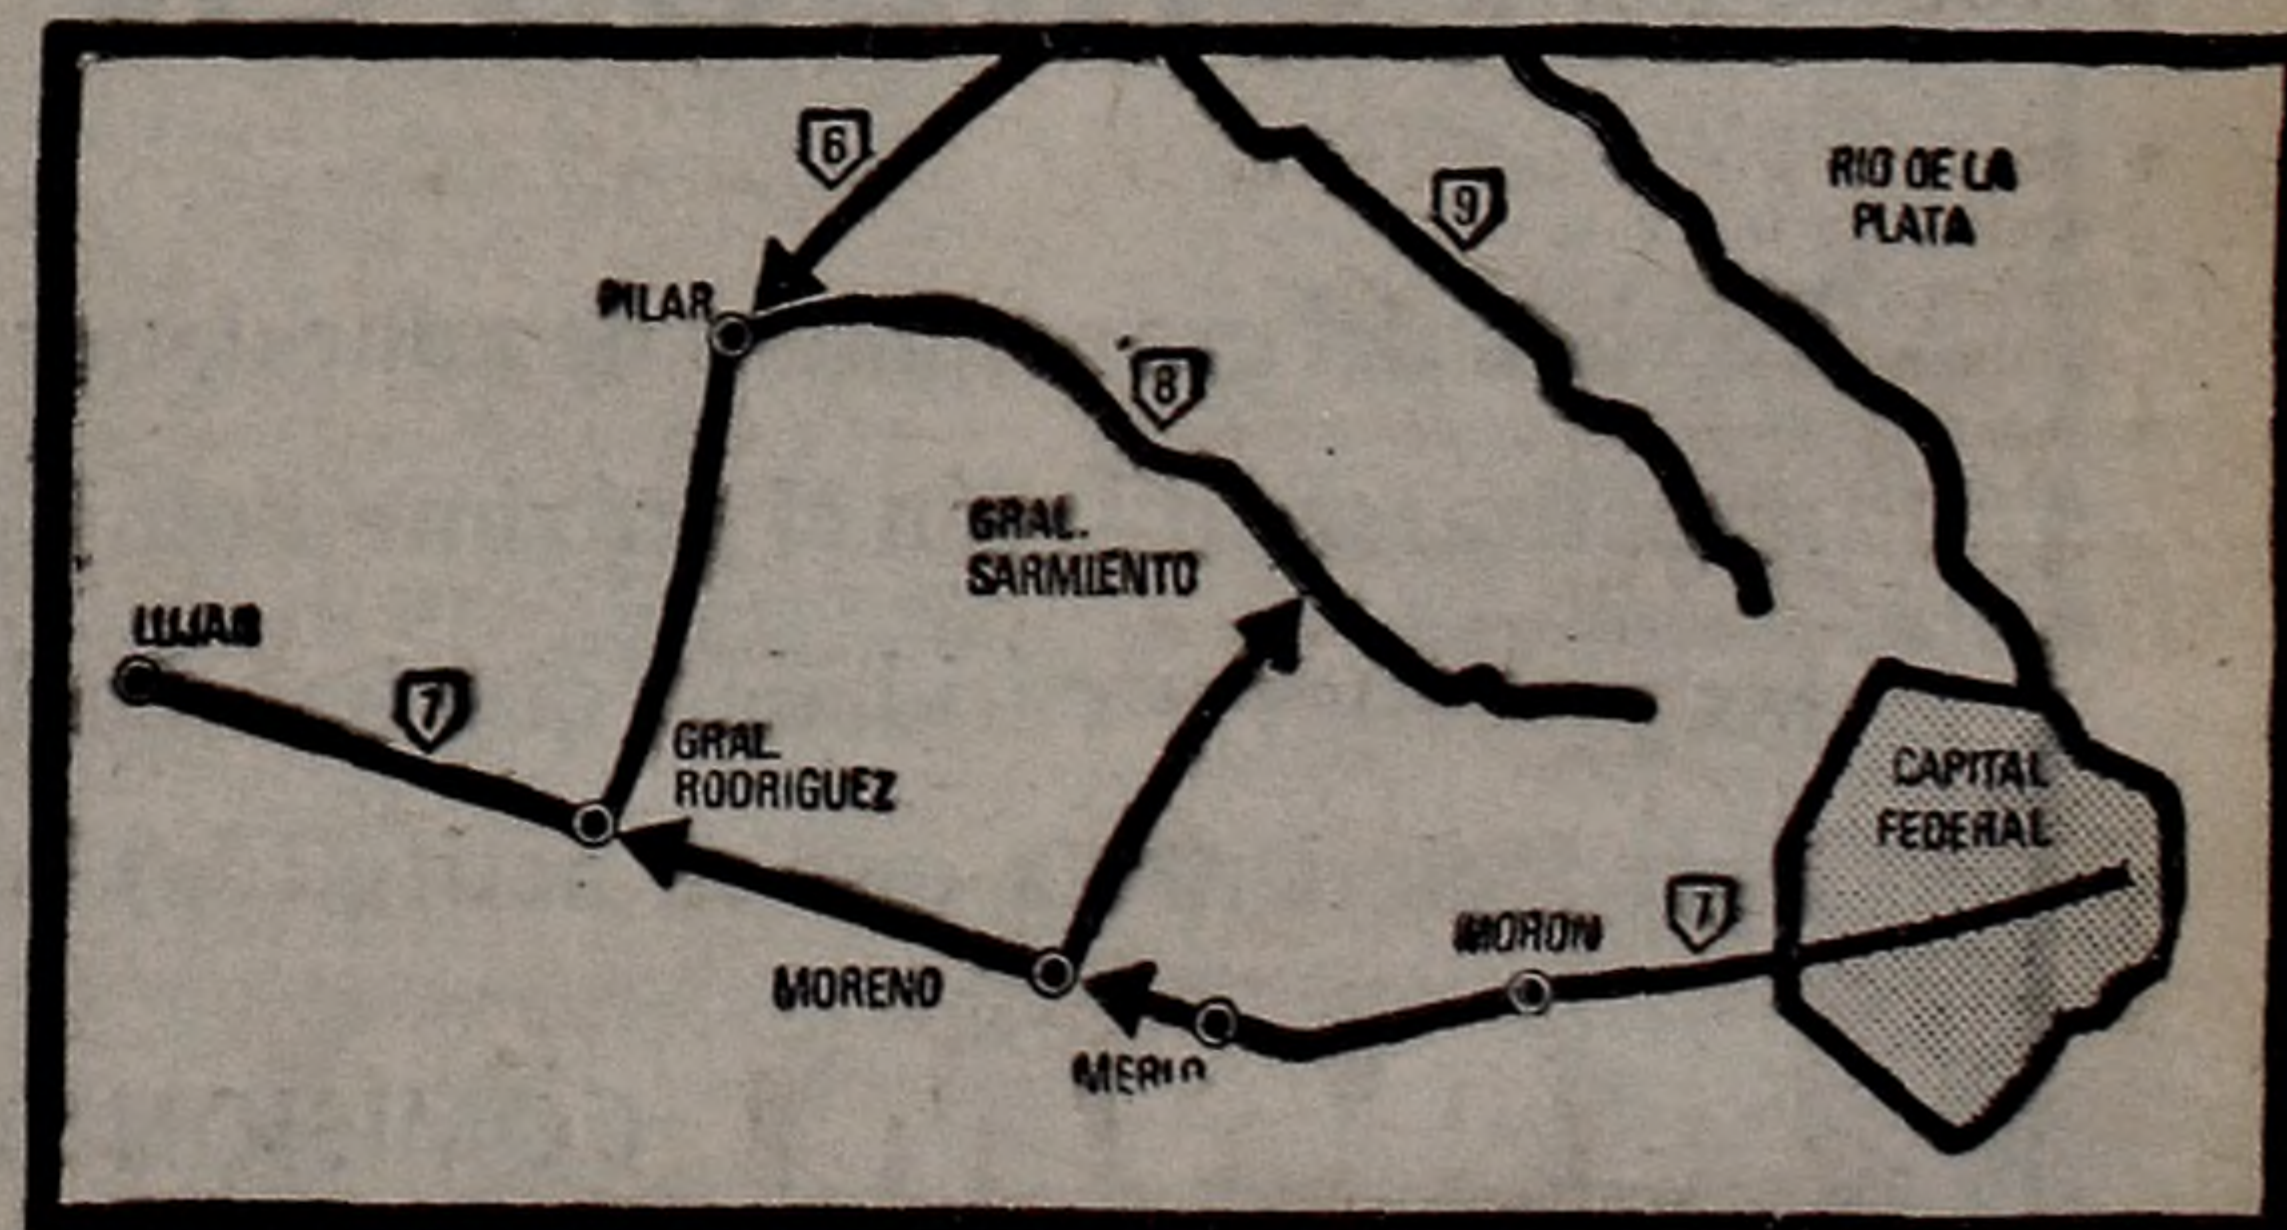 6
RIO DE LA
PLATA
9
PILAR
8
GRAL.
SARMIENTO
LUJAN
7
GRAL.
RODRIGUEZ
CAPITAL
FEDERAL
7
MORON
MORENO
MERLO